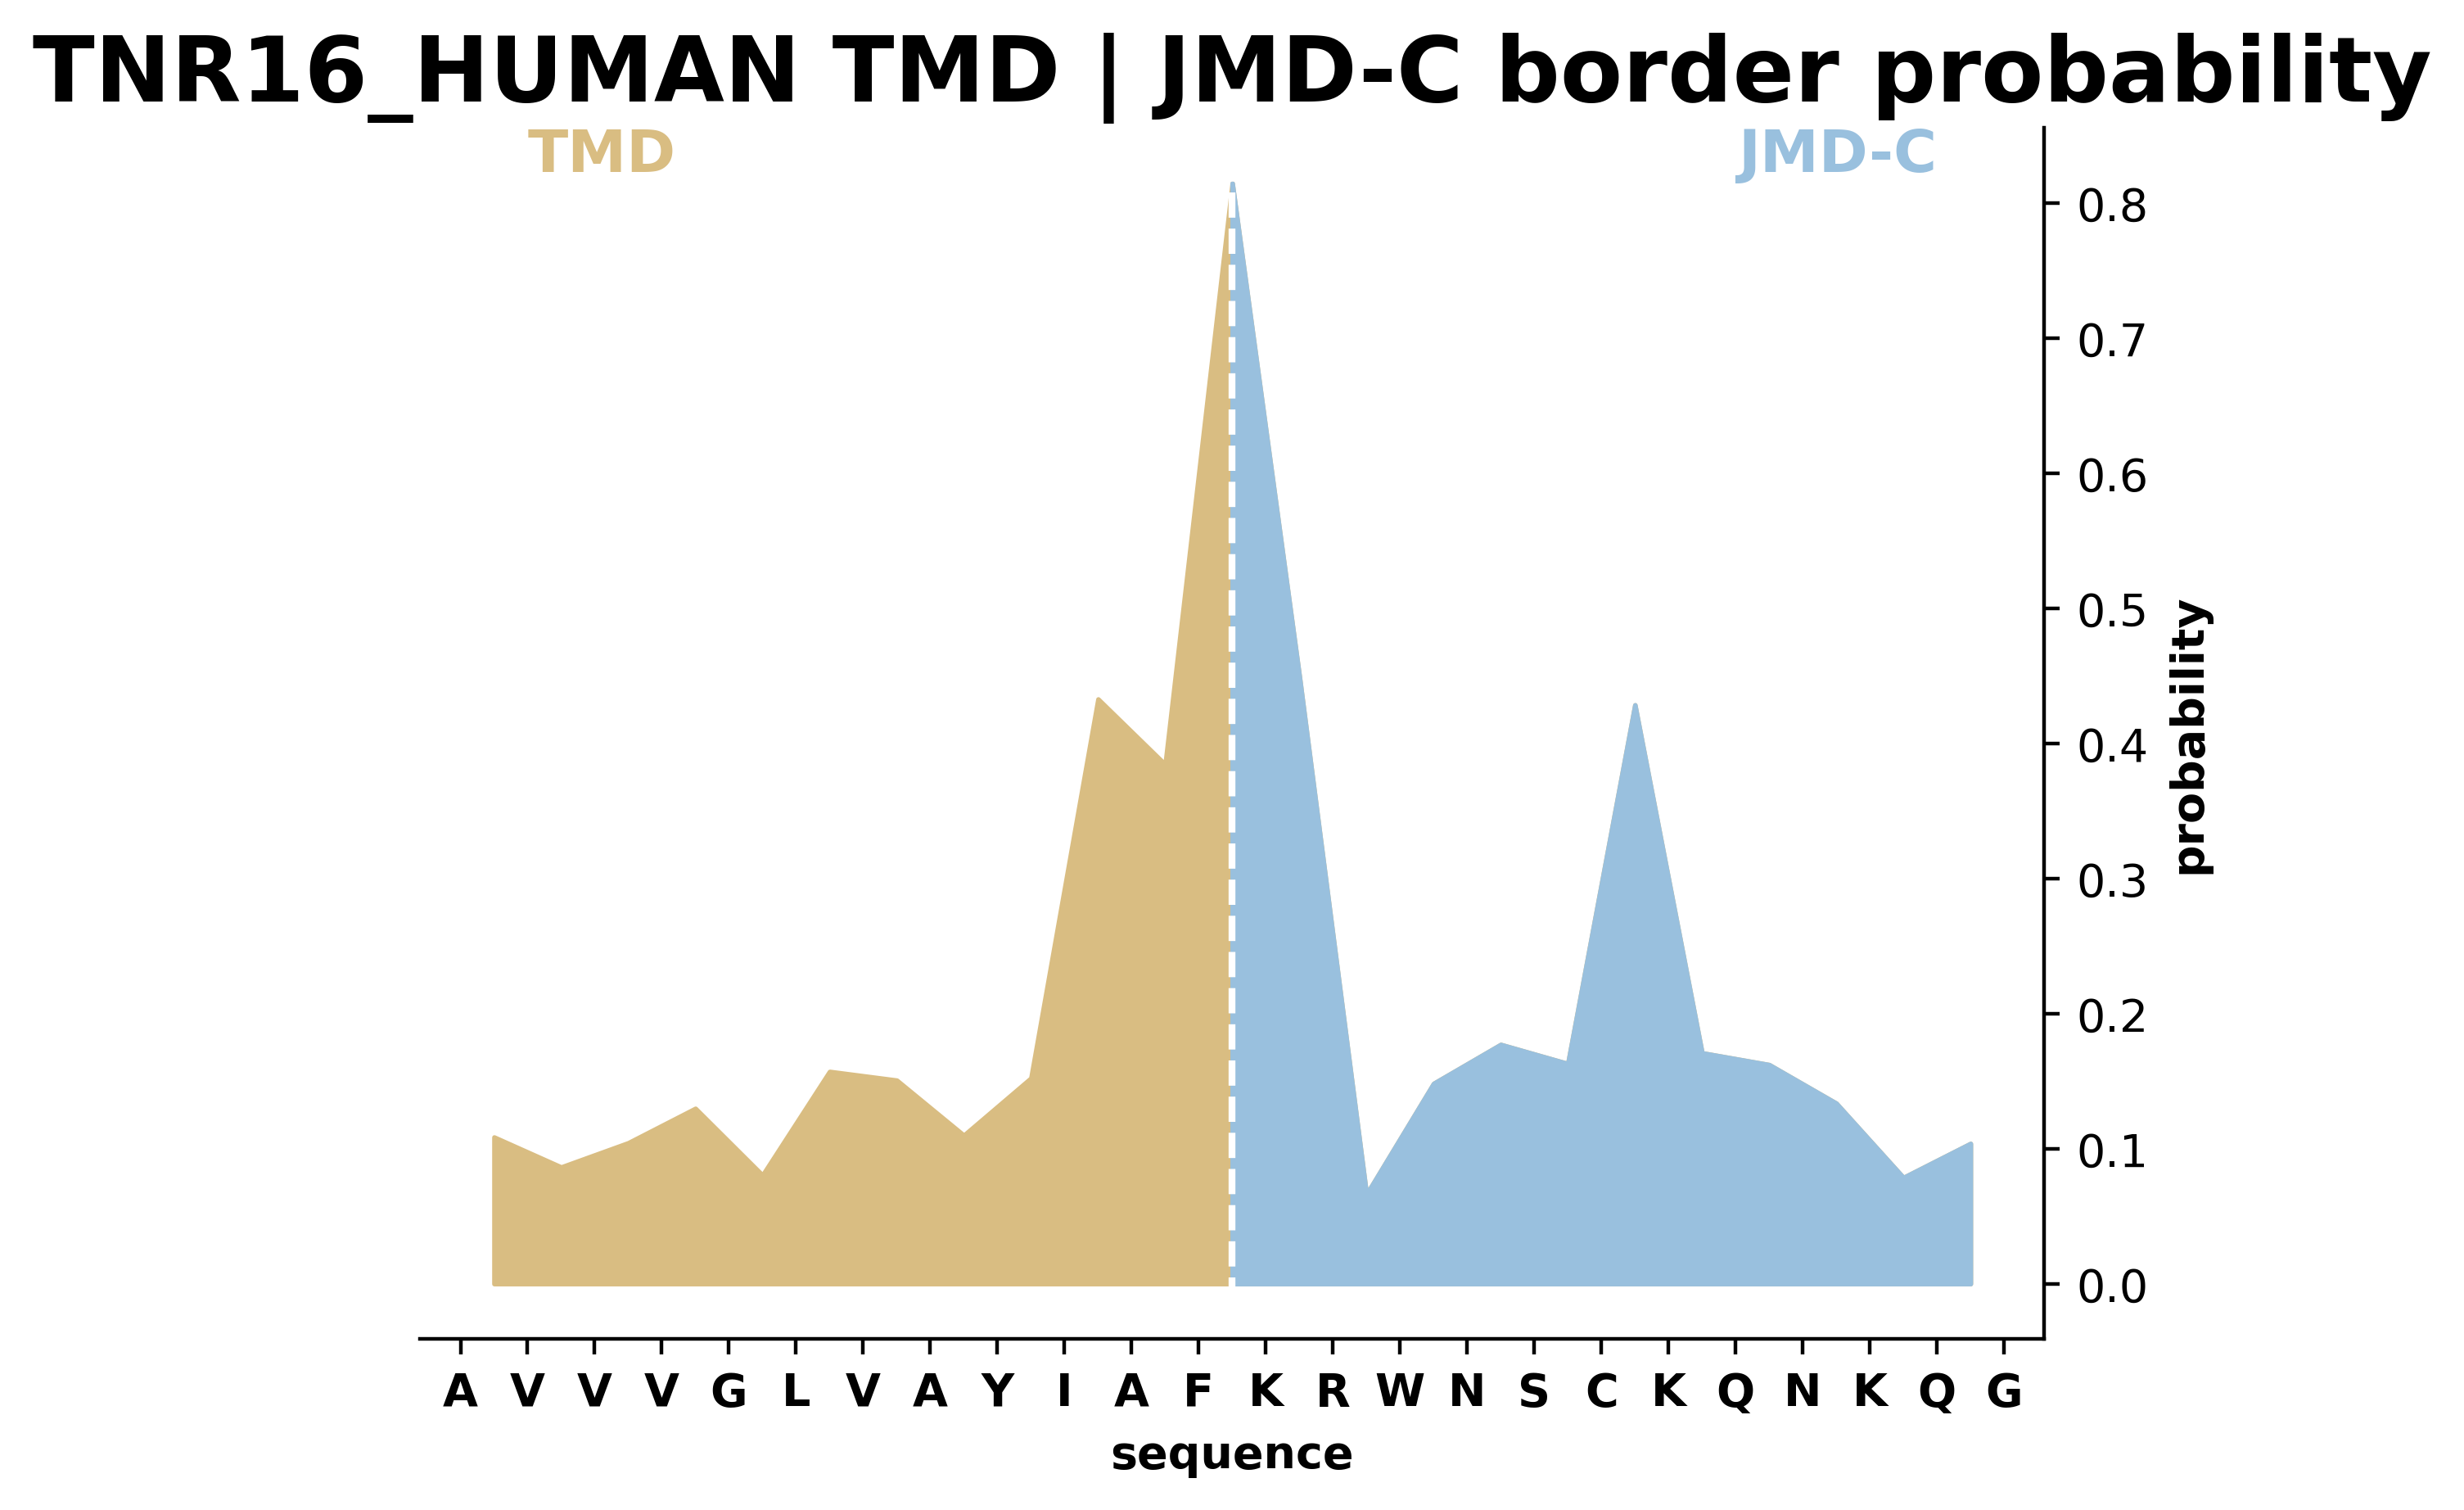 TNR16_HUMAN TMD | JMD-C border probability
TMD
JMD-C
0.8
0.7
0.6
0.5
0.4
0.3
0.2
0.1
0.0
probability
A V V V G L V A Y I A F K R W N S C K Q N K Q G
sequence